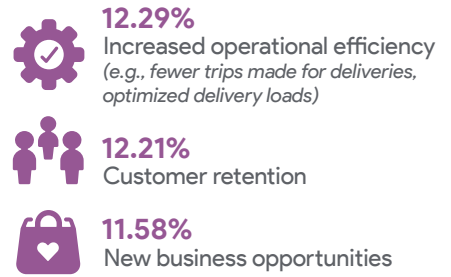 12.29%
Increased operational efficiency
(e.g., fewer trips made for deliveries,
optimized delivery loads)
12.21%
Customer retention
11.58%
New business opportunities